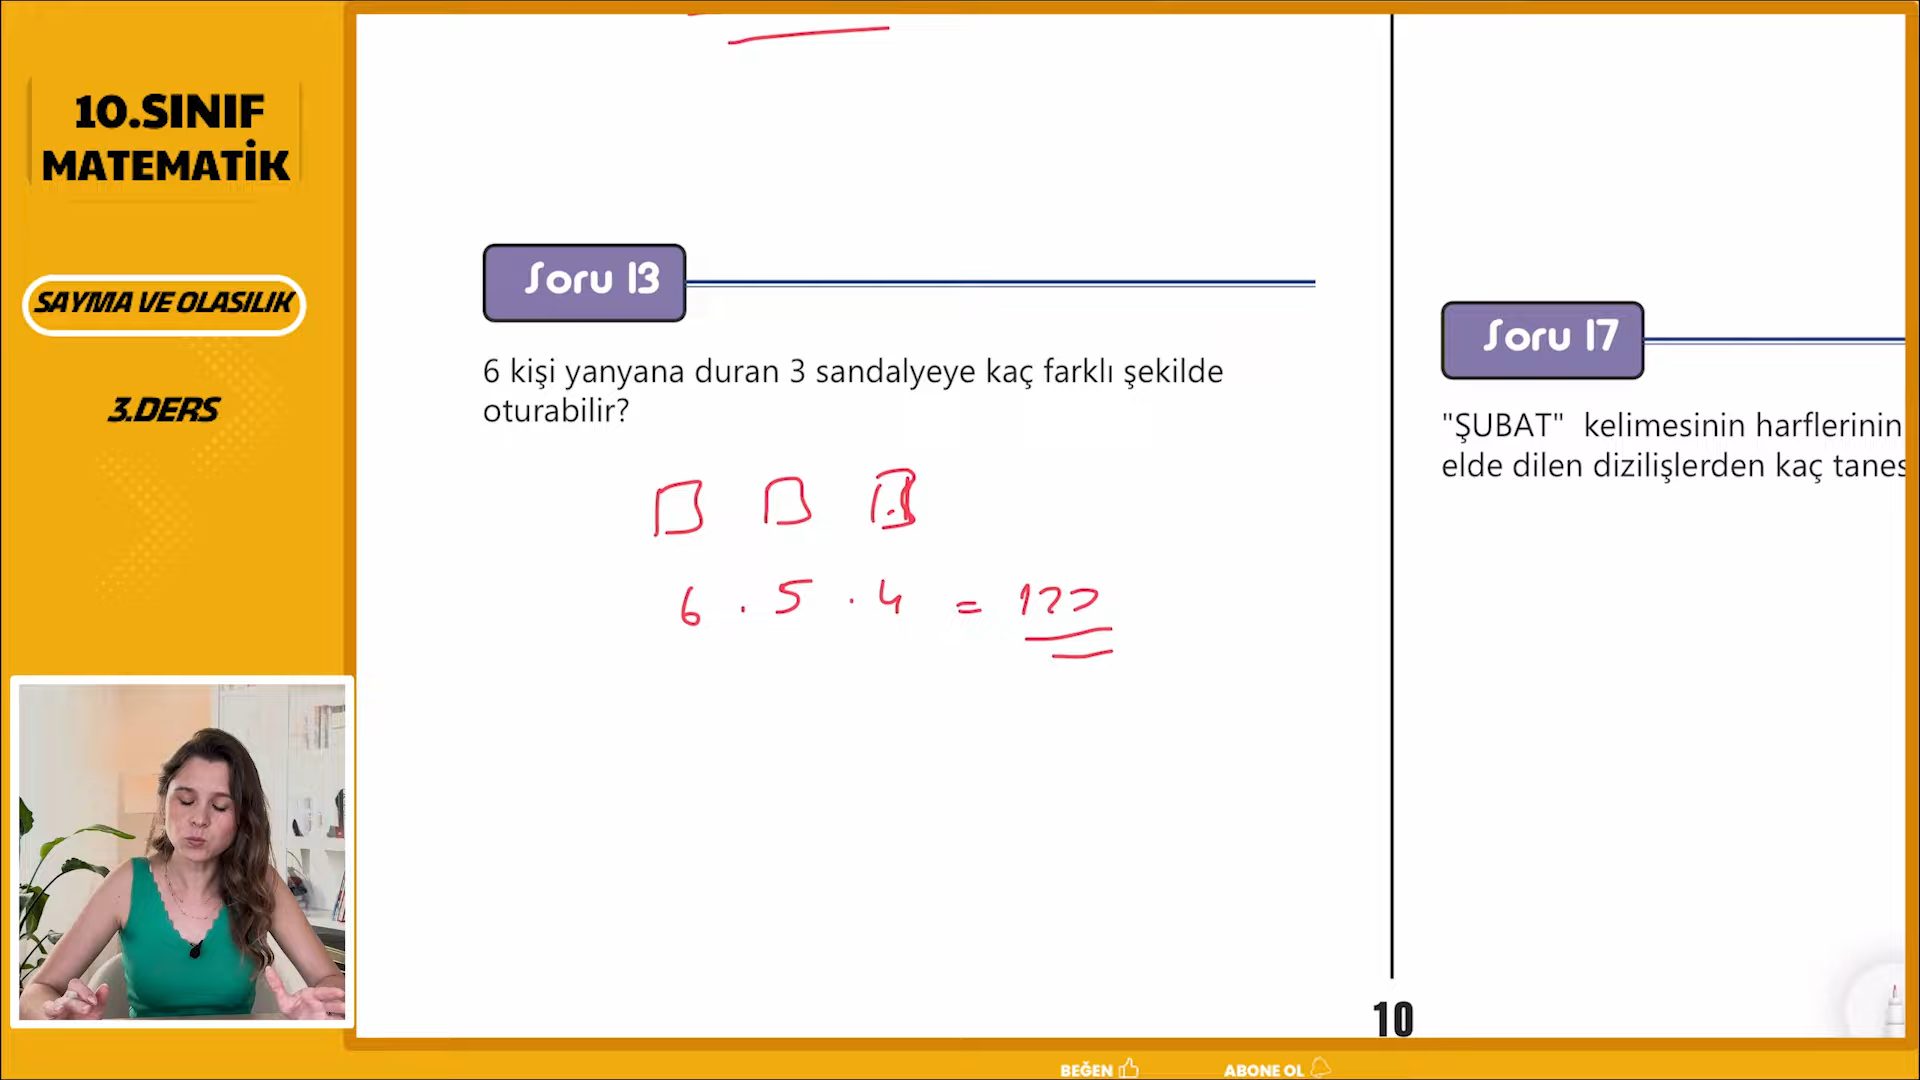 10.SINIF
MATEMATİK
SAYMA VE OLASILIK
3.DERS
Soru 13
6 kişi yanyana duran 3 sandalyeye kaç farklı şekilde
oturabilir?
6 . 5 . 4 = 120
Soru 17
"ŞUBAT" kelimesinin harflerinin
elde dilen dizilişlerden kaç tanes
10
BEĞEN
ABONE OL